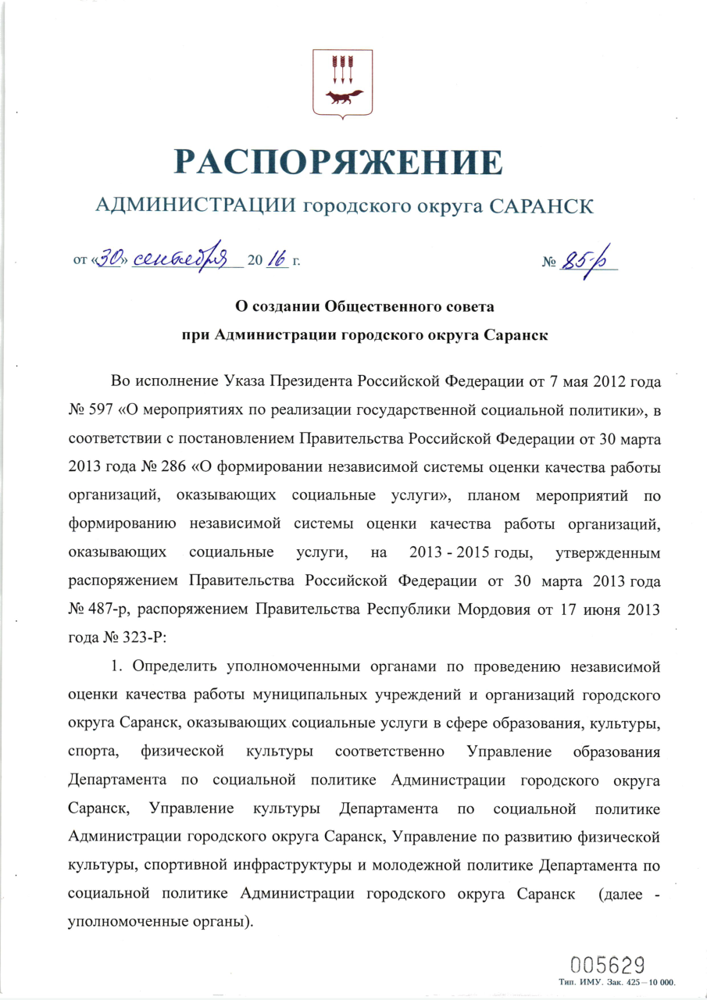 РАСПОРЯЖЕНИЕ
АДМИНИСТРАЦИИ городского округа САРАНСК
от «30» сентября 2016 г. № 85-р
О создании Общественного совета
при Администрации городского округа Саранск
Во исполнение Указа Президента Российской Федерации от 7 мая 2012 года
№ 597 «О мероприятиях по реализации государственной социальной политики», в
соответствии с постановлением Правительства Российской Федерации от 30 марта
2013 года № 286 «О формировании независимой системы оценки качества работы
организаций, оказывающих социальные услуги», планом мероприятий по
формированию независимой системы оценки качества работы организаций,
оказывающих социальные услуги, на 2013 - 2015 годы, утвержденным
распоряжением Правительства Российской Федерации от 30 марта 2013 года
№ 487-р, распоряжением Правительства Республики Мордовия от 17 июня 2013
года № 323-Р:
1. Определить уполномоченными органами по проведению независимой
оценки качества работы муниципальных учреждений и организаций городского
округа Саранск, оказывающих социальные услуги в сфере образования, культуры,
спорта, физической культуры соответственно Управление образования
Департамента по социальной политике Администрации городского округа
Саранск, Управление культуры Департамента по социальной политике
Администрации городского округа Саранск, Управление по развитию физической
культуры, спортивной инфраструктуры и молодежной политике Департамента по
социальной политике Администрации городского округа Саранск (далее -
уполномоченные органы).
005629
Тип. ИМУ. Зак. 425–10 000.